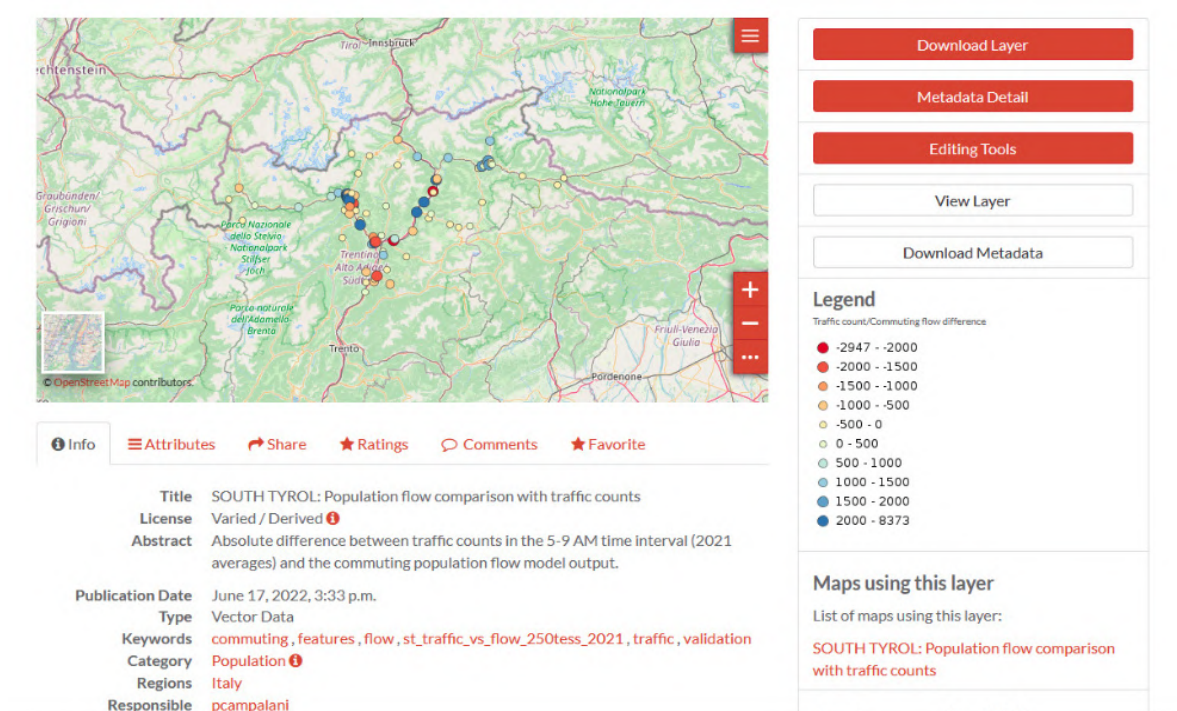 Tirol
Innsbruck
echtenstein
Nationalpark
Hohe Tauern
Graubünden/
Grischun/
Grigioni
Parco Nazionale
dello Stelvio
Nationalpark
Stilfser
Joch
Trentino
Alto A
Süd
Parco naturale
dell'Adamello
Brenta
Trento
Friuli-Venezia
Giulia
Pordenone
© OpenStreetMap contributors.
Info
Attributes
Share
Ratings
Comments
Favorite
Title SOUTH TYROL: Population flow comparison with traffic counts
License Varied / Derived
Abstract Absolute difference between traffic counts in the 5-9 AM time interval (2021
averages) and the commuting population flow model output.
Publication Date June 17, 2022, 3:33 p.m.
Type Vector Data
Keywords commuting , features , flow , st_traffic_vs_flow_250tess_2021 , traffic , validation
Category Population
Regions Italy
Responsible pcampalani
Download Layer
Metadata Detail
Editing Tools
View Layer
Download Metadata
Legend
Traffic count/Commuting flow difference
-2947 - -2000
-2000 - -1500
-1500 - -1000
-1000 - -500
-500 - 0
0 - 500
500 - 1000
1000 - 1500
1500 - 2000
2000 - 8373
Maps using this layer
List of maps using this layer:
SOUTH TYROL: Population flow comparison
with traffic counts